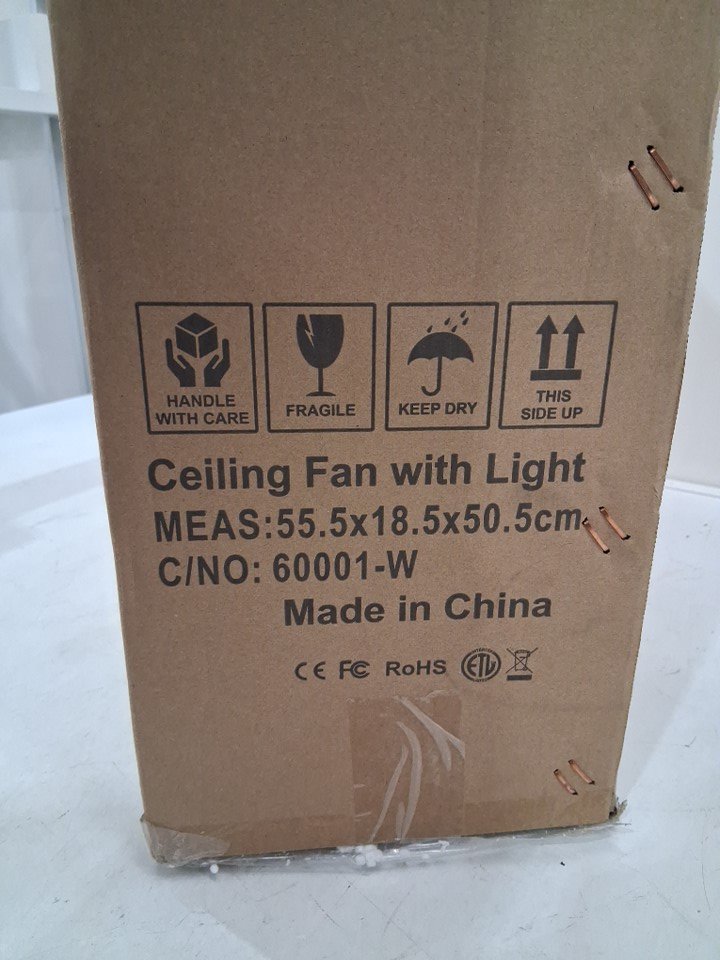 HANDLE
WITH CARE
FRAGILE
KEEP DRY
THIS
SIDE UP
Ceiling Fan with Light
MEAS:55.5x18.5x50.5cm
C/NO: 60001-W
Made in China
CE FC RoHS ETL